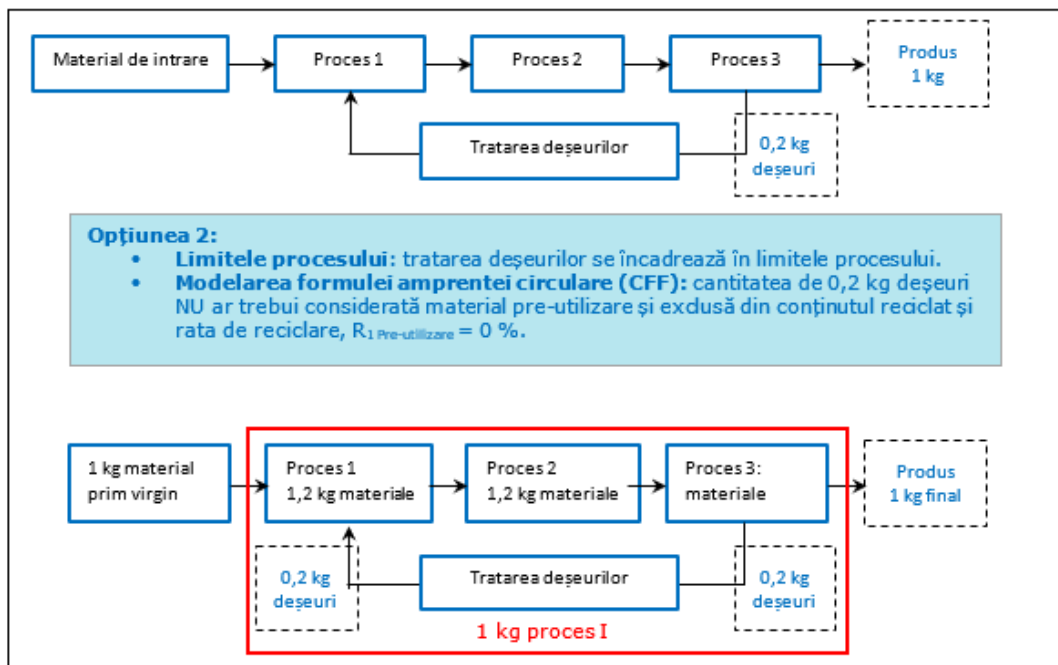 Material de intrare
Proces 1
Proces 2
Proces 3
Produs
1 kg
Tratarea deșeurilor
0,2 kg
deșeuri
Opțiunea 2:
• Limitele procesului: tratarea deșeurilor se încadrează în limitele procesului.
• Modelarea formulei amprentei circulare (CFF): cantitatea de 0,2 kg deșeuri
NU ar trebui considerată material pre-utilizare și exclusă din conținutul reciclat și
rata de reciclare, R1 Pre-utilizare = 0 %.
1 kg material
prim virgin
Proces 1
1,2 kg materiale
Proces 2
1,2 kg materiale
Proces 3:
materiale
Produs
1 kg final
0,2 kg
deșeuri
Tratarea deșeurilor
0,2 kg
deșeuri
1 kg proces I